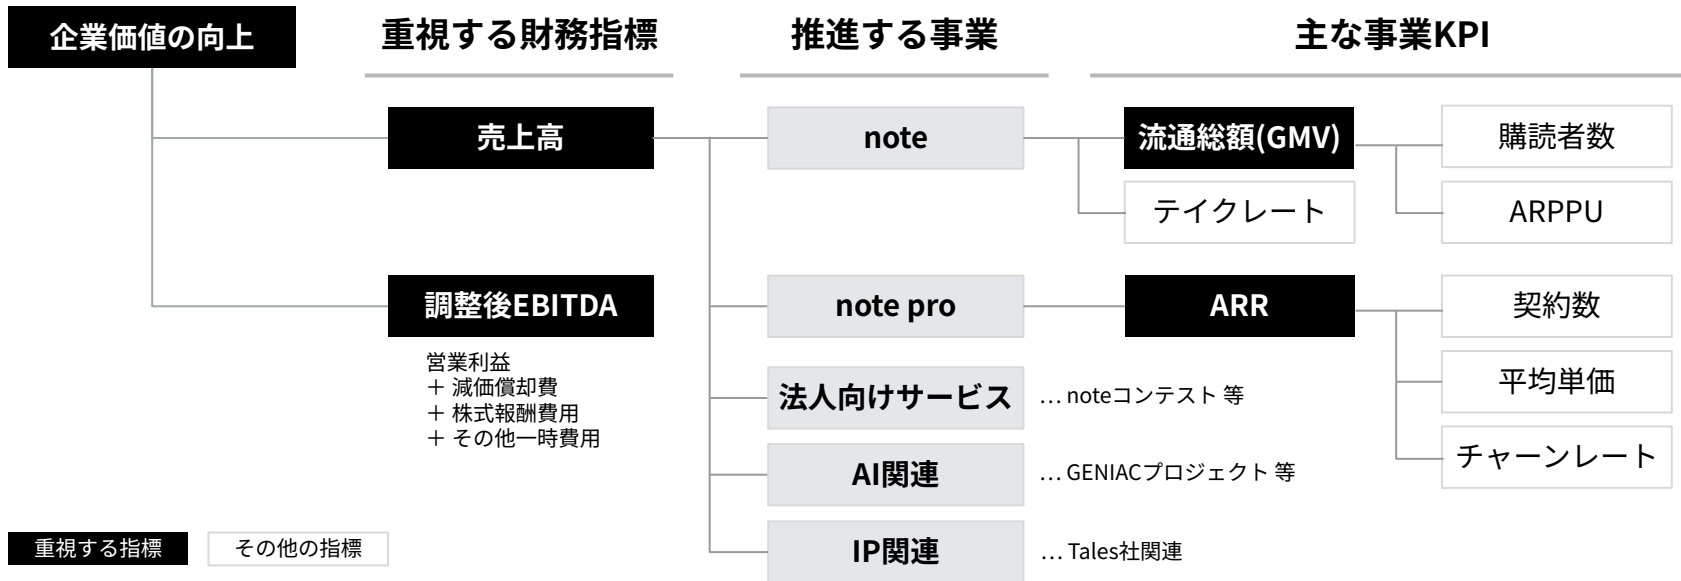 企業価値の向上
重視する財務指標
推進する事業
主な事業KPI
売上高
note
流通総額(GMV)
購読者数
テイクレート
ARPPU
調整後EBITDA
営業利益
＋ 減価償却費
＋ 株式報酬費用
＋ その他一時費用
note pro
ARR
契約数
平均単価
チャーンレート
法人向けサービス
… noteコンテスト 等
AI関連
… GENIACプロジェクト 等
IP関連
… Tales社関連
重視する指標
その他の指標